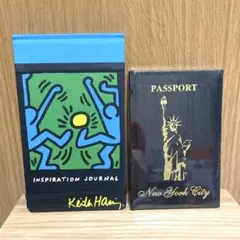 INSPIRATION JOURNAL
Keith Haring
PASSPORT
New York City